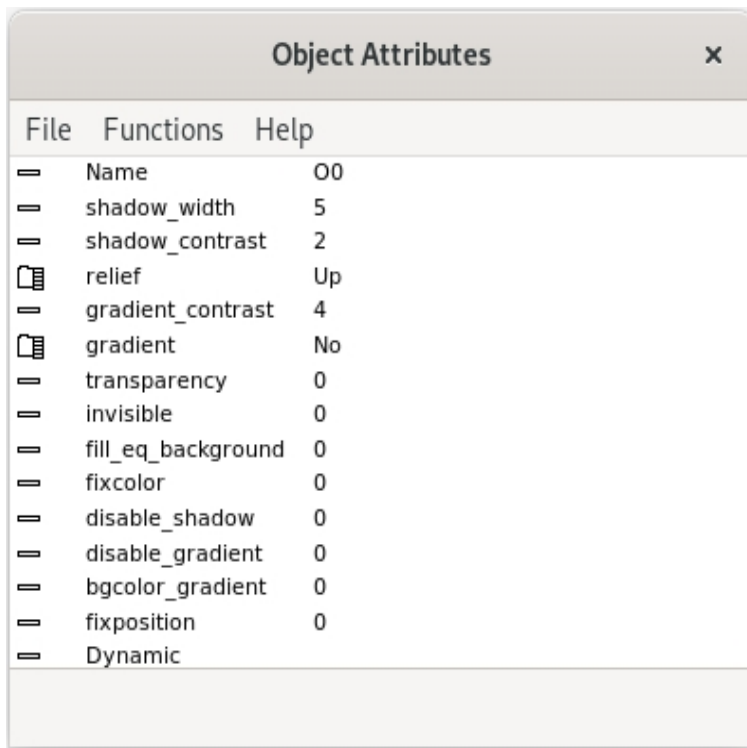 Object Attributes ×
File Functions Help
Name O0
shadow_width 5
shadow_contrast 2
relief Up
gradient_contrast 4
gradient No
transparency 0
invisible 0
fill_eq_background 0
fixcolor 0
disable_shadow 0
disable_gradient 0
bgcolor_gradient 0
fixposition 0
Dynamic